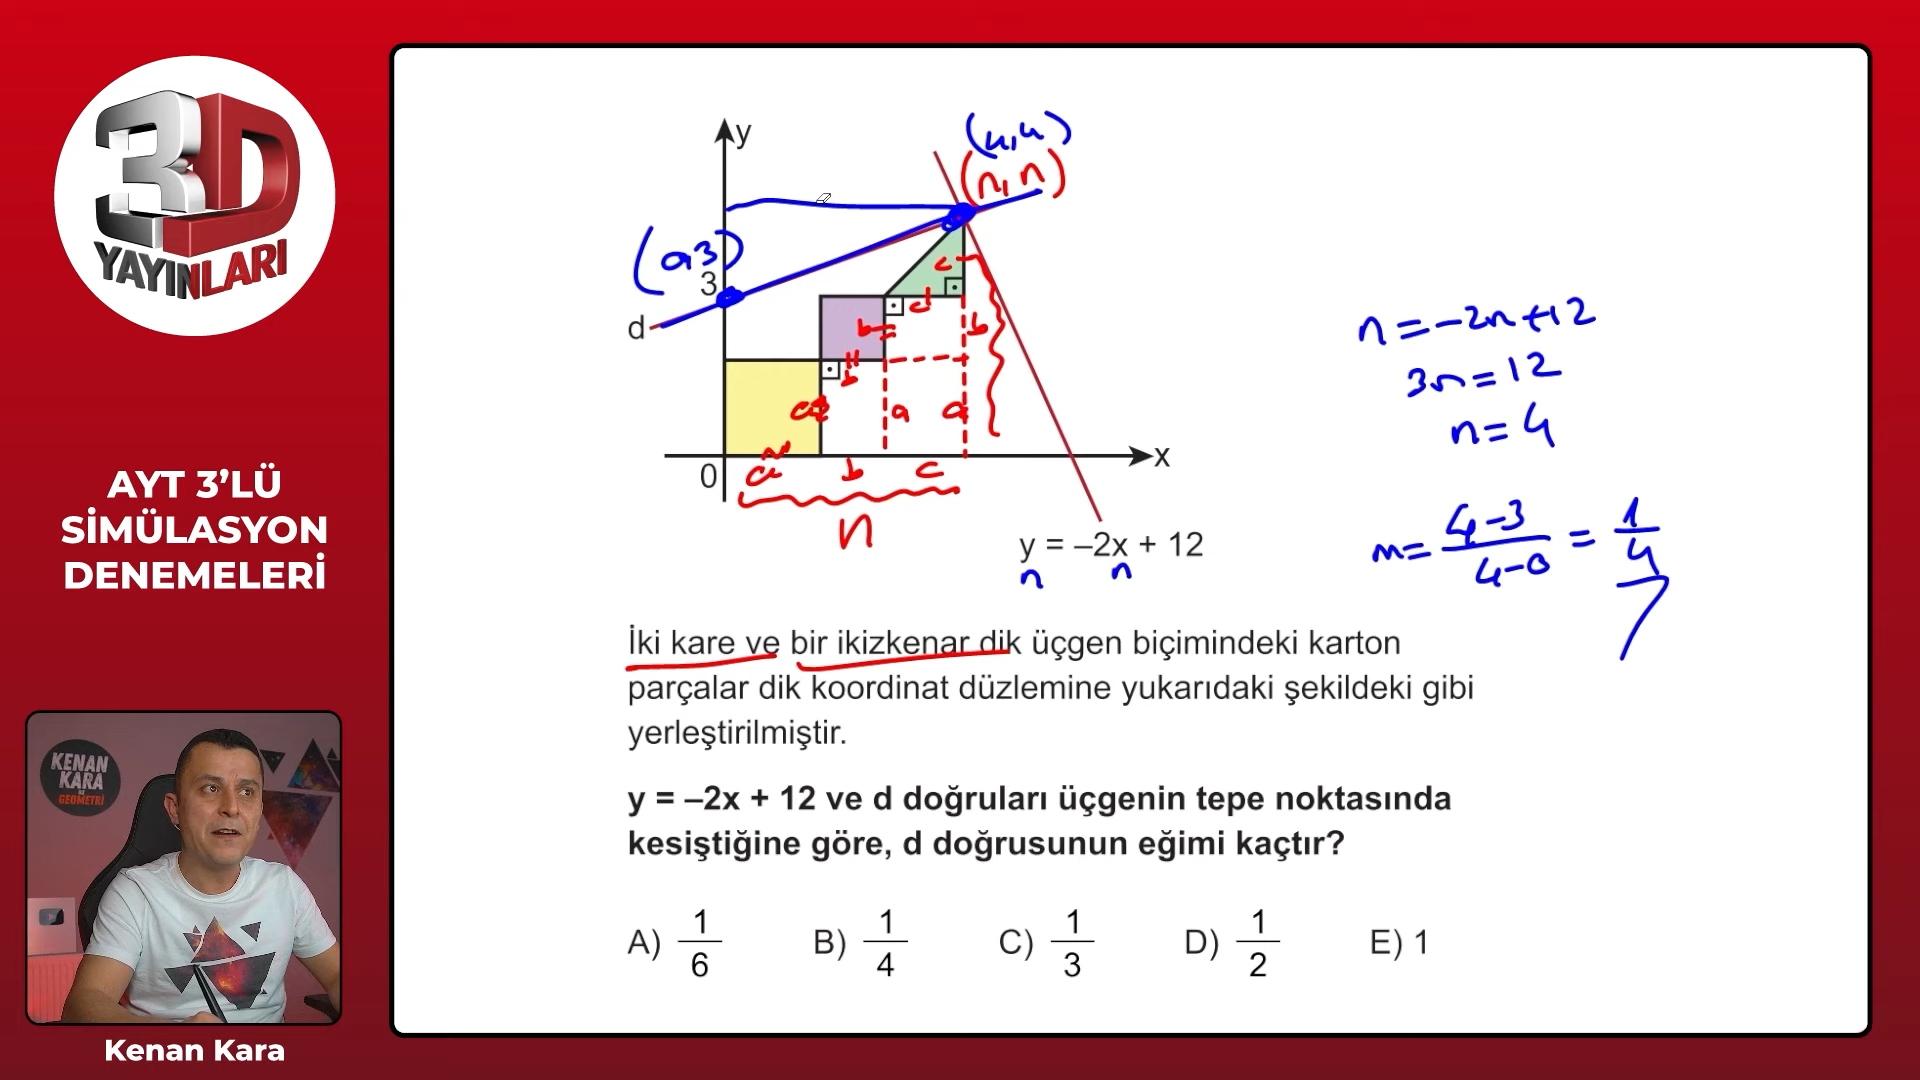 3D
YAYINLARI
AYT 3'LÜ
SİMÜLASYON
DENEMELERİ
KENAN
KARA
GEOMETRİ
Kenan Kara
y
(4,4)
(n, n)
(0,3)
3
d
c
c
b
b
b
a
a
a
x
0
a
b
c
n
y = –2x + 12
n
n
n = -2n + 12
3n = 12
n = 4
m = 4-3/4-0 = 1/4
İki kare ve bir ikizkenar dik üçgen biçimindeki karton
parçalar dik koordinat düzlemine yukarıdaki şekildeki gibi
yerleştirilmiştir.
y = –2x + 12 ve d doğruları üçgenin tepe noktasında
kesiştiğine göre, d doğrusunun eğimi kaçtır?
A) 1/6 B) 1/4 C) 1/3 D) 1/2 E) 1